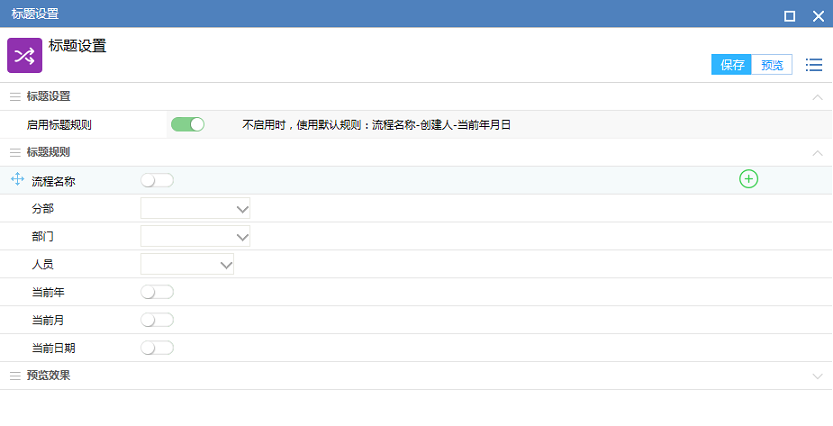 标题设置
标题设置
保存 预览
标题设置
启用标题规则 不启用时，使用默认规则：流程名称-创建人-当前年月日
标题规则
流程名称
分部
部门
人员
当前年
当前月
当前日期
预览效果